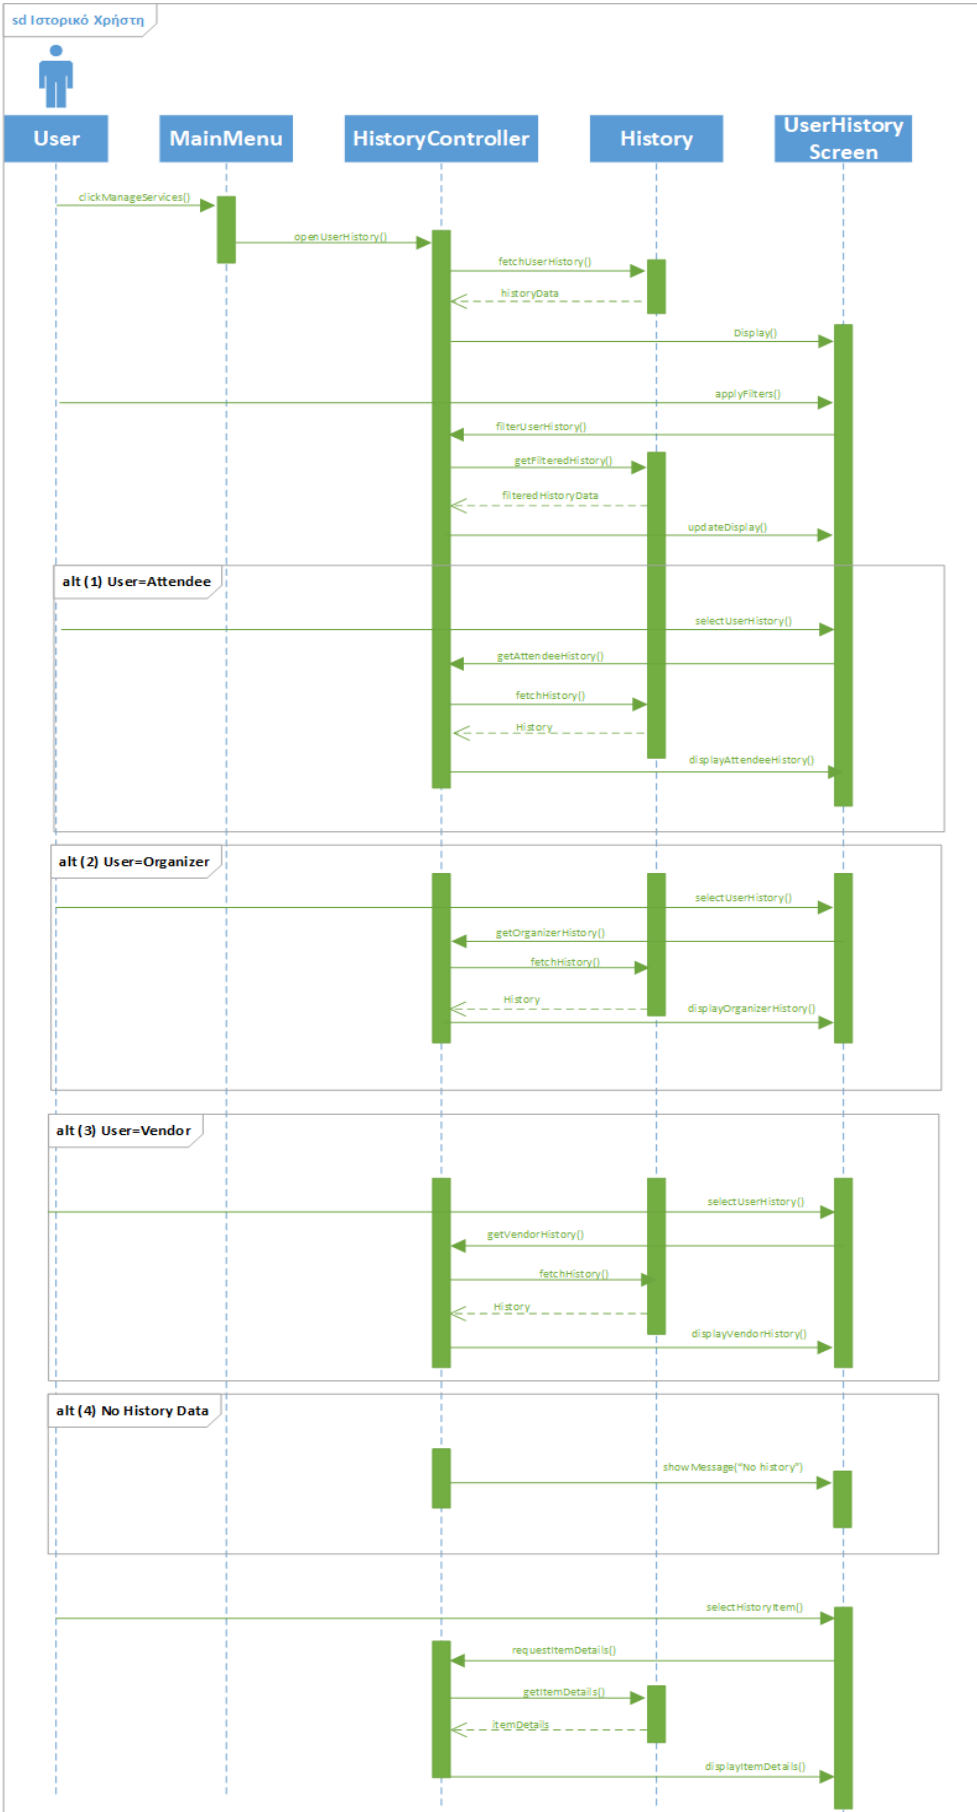 sd Ιστορικό Χρήστη
User
MainMenu
HistoryController
History
UserHistory
Screen
clickManageServices()
openUserHistory()
fetchUserHistory()
historyData
Display()
applyFilters()
filterUserHistory()
getFilteredHistory()
filteredHistoryData
updateDisplay()
alt (1) User=Attendee
selectUserHistory()
getAttendeeHistory()
fetchHistory()
History
displayAttendeeHistory()
alt (2) User=Organizer
selectUserHistory()
getOrganizerHistory()
fetchHistory()
History
displayOrganizerHistory()
alt (3) User=Vendor
selectUserHistory()
getVendorHistory()
fetchHistory()
History
displayVendorHistory()
alt (4) No History Data
showMessage("No history")
selectHistoryItem()
requestItemDetails()
getItemDetails()
itemDetails
displayItemDetails()